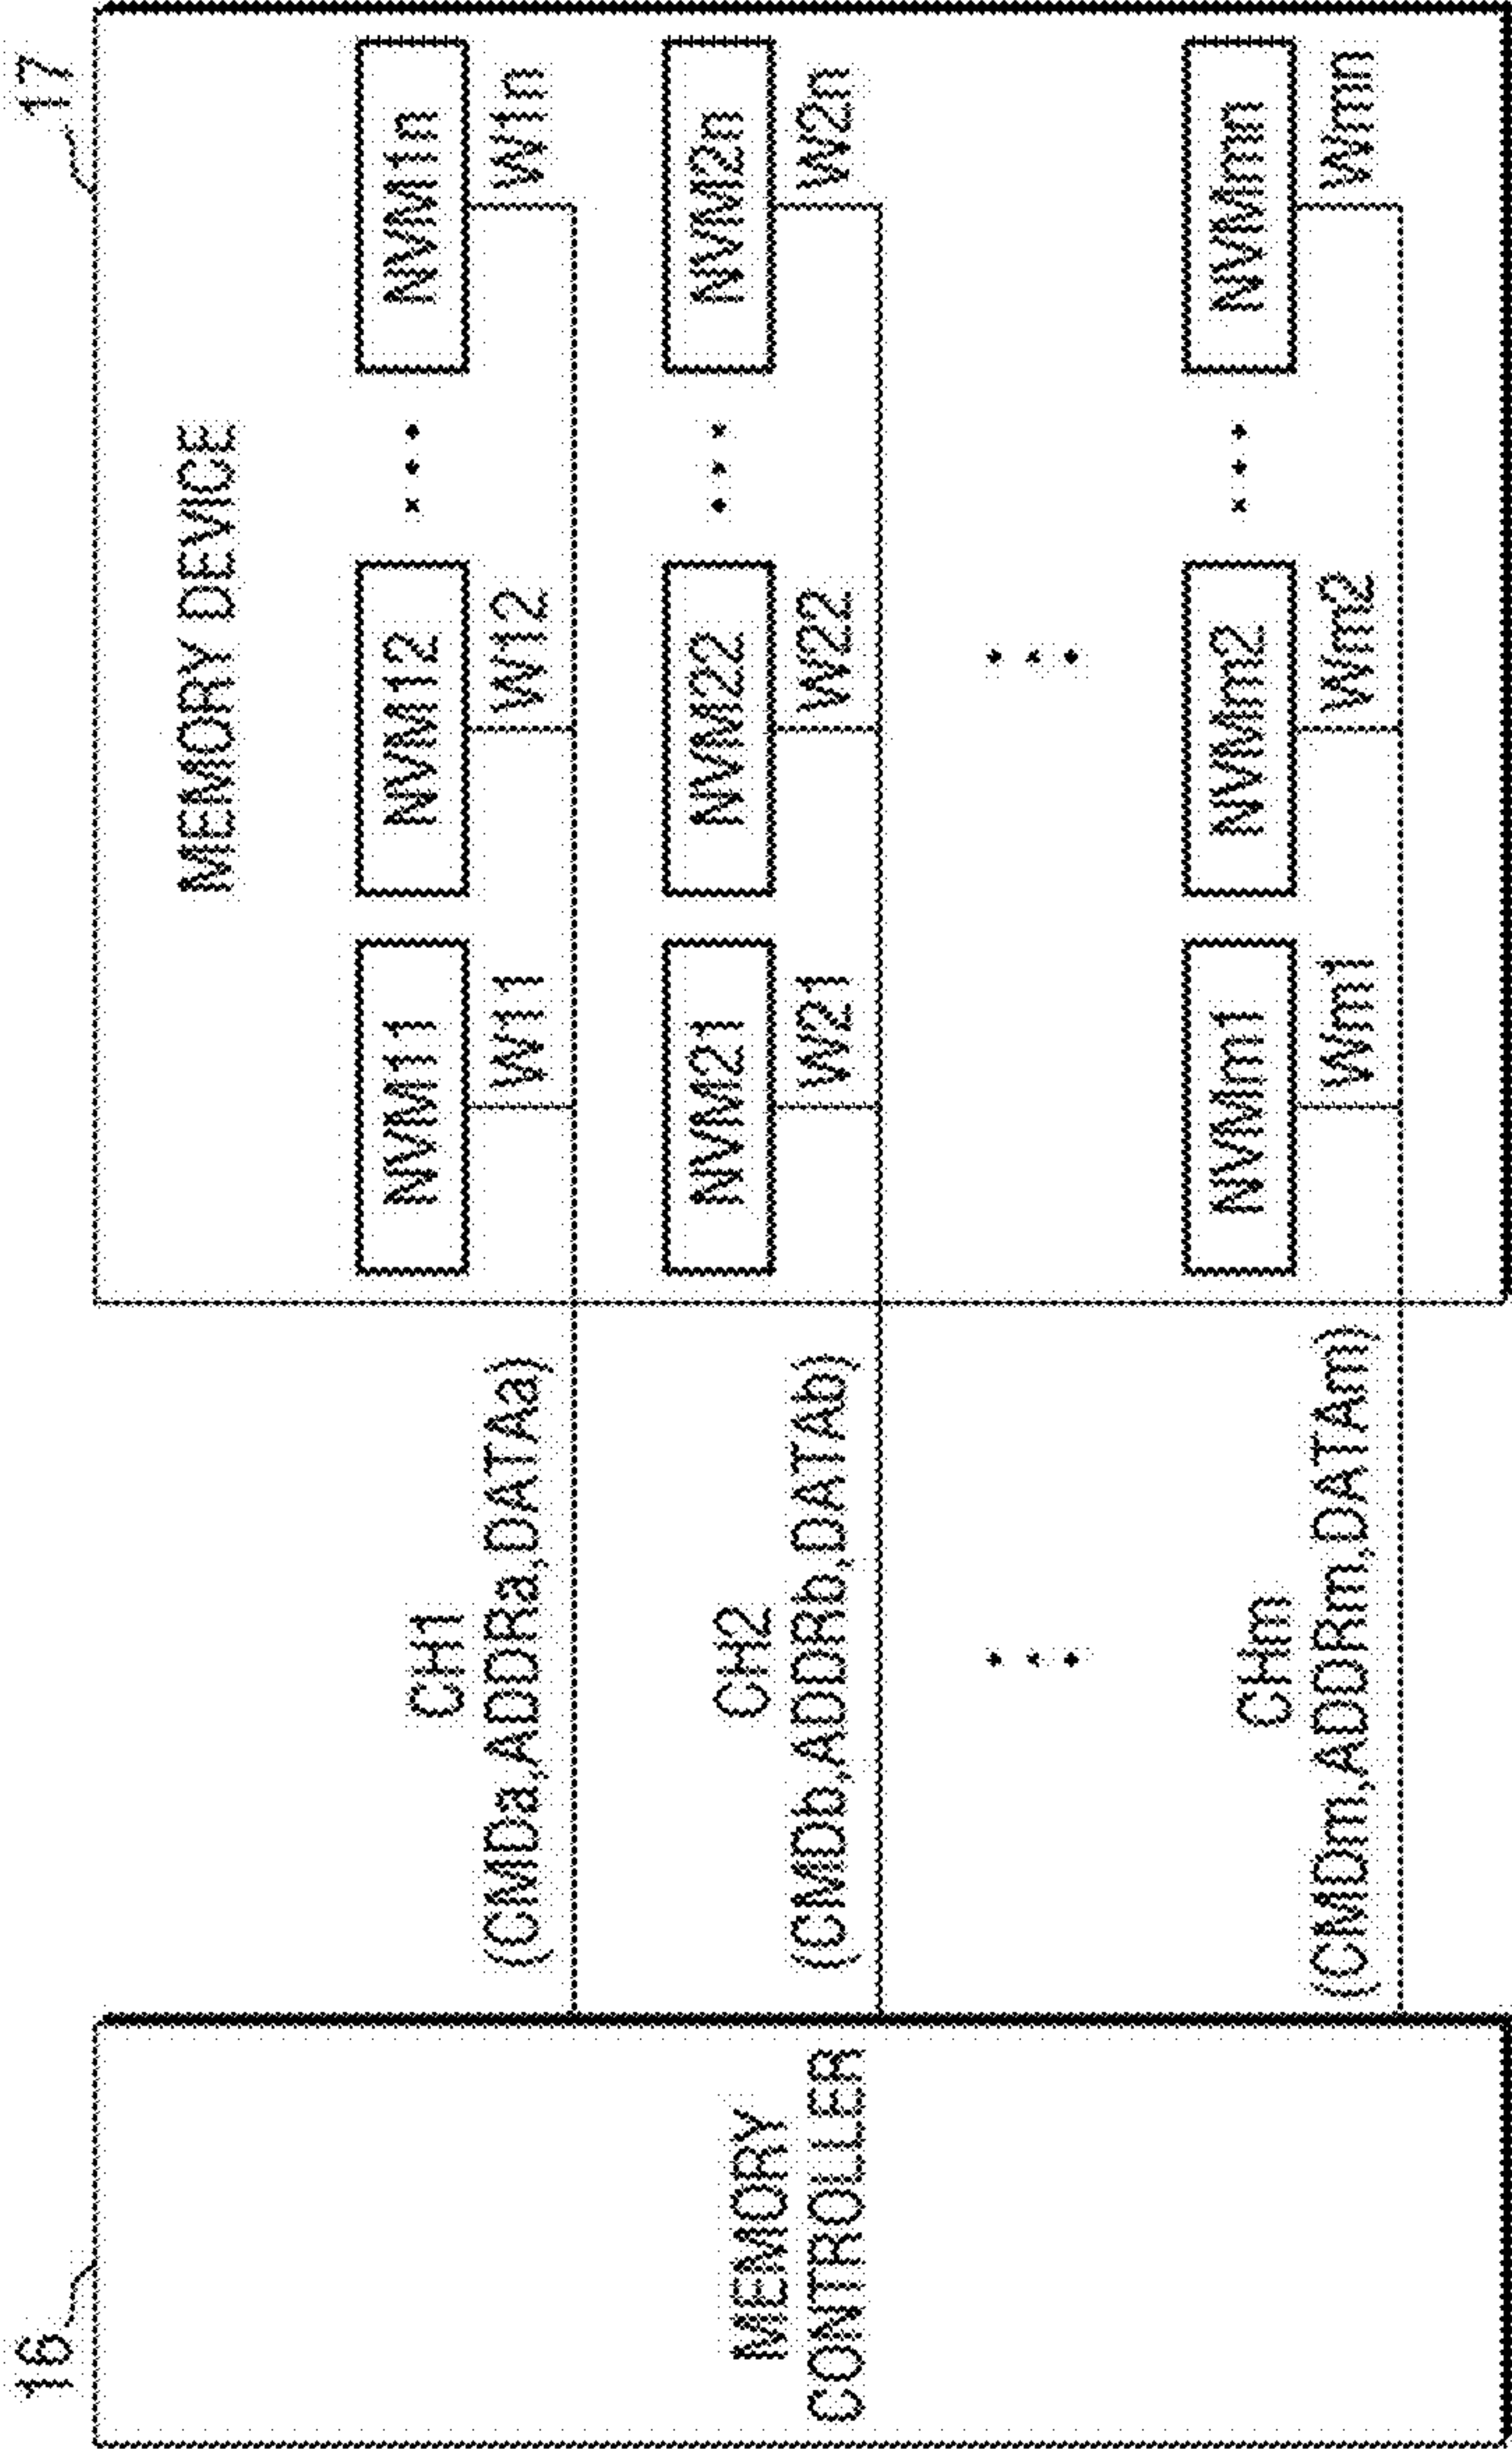 16
17
MEMORY
CONTROLLER
MEMORY DEVICE
CH1
(CMDa,ADDRa,DATAa)
NVM11
NVM12
• • •
NVM1n
W11
W12
W1n
CH2
(CMDb,ADDRb,DATAb)
NVM21
NVM22
• • •
NVM2n
W21
W22
W2n
CHm
(CMDm,ADDRm,DATAm)
NVMm1
NVMm2
• • •
NVMmn
Wm1
Wm2
Wmn